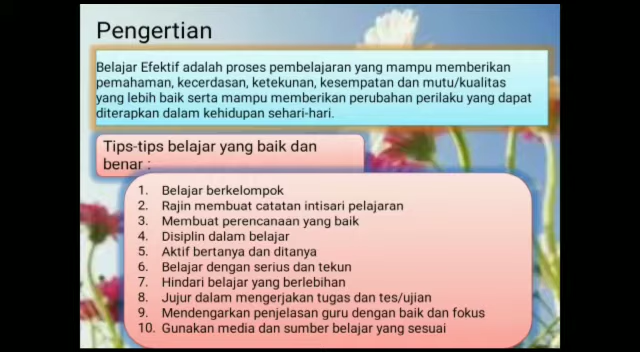 Pengertian
Belajar Efektif adalah proses pembelajaran yang mampu memberikan
pemahaman, kecerdasan, ketekunan, kesempatan dan mutu/kualitas
yang lebih baik serta mampu memberikan perubahan perilaku yang dapat
diterapkan dalam kehidupan sehari-hari.
Tips-tips belajar yang baik dan
benar :
1. Belajar berkelompok
2. Rajin membuat catatan intisari pelajaran
3. Membuat perencanaan yang baik
4. Disiplin dalam belajar
5. Aktif bertanya dan ditanya
6. Belajar dengan serius dan tekun
7. Hindari belajar yang berlebihan
8. Jujur dalam mengerjakan tugas dan tes/ujian
9. Mendengarkan penjelasan guru dengan baik dan fokus
10. Gunakan media dan sumber belajar yang sesuai